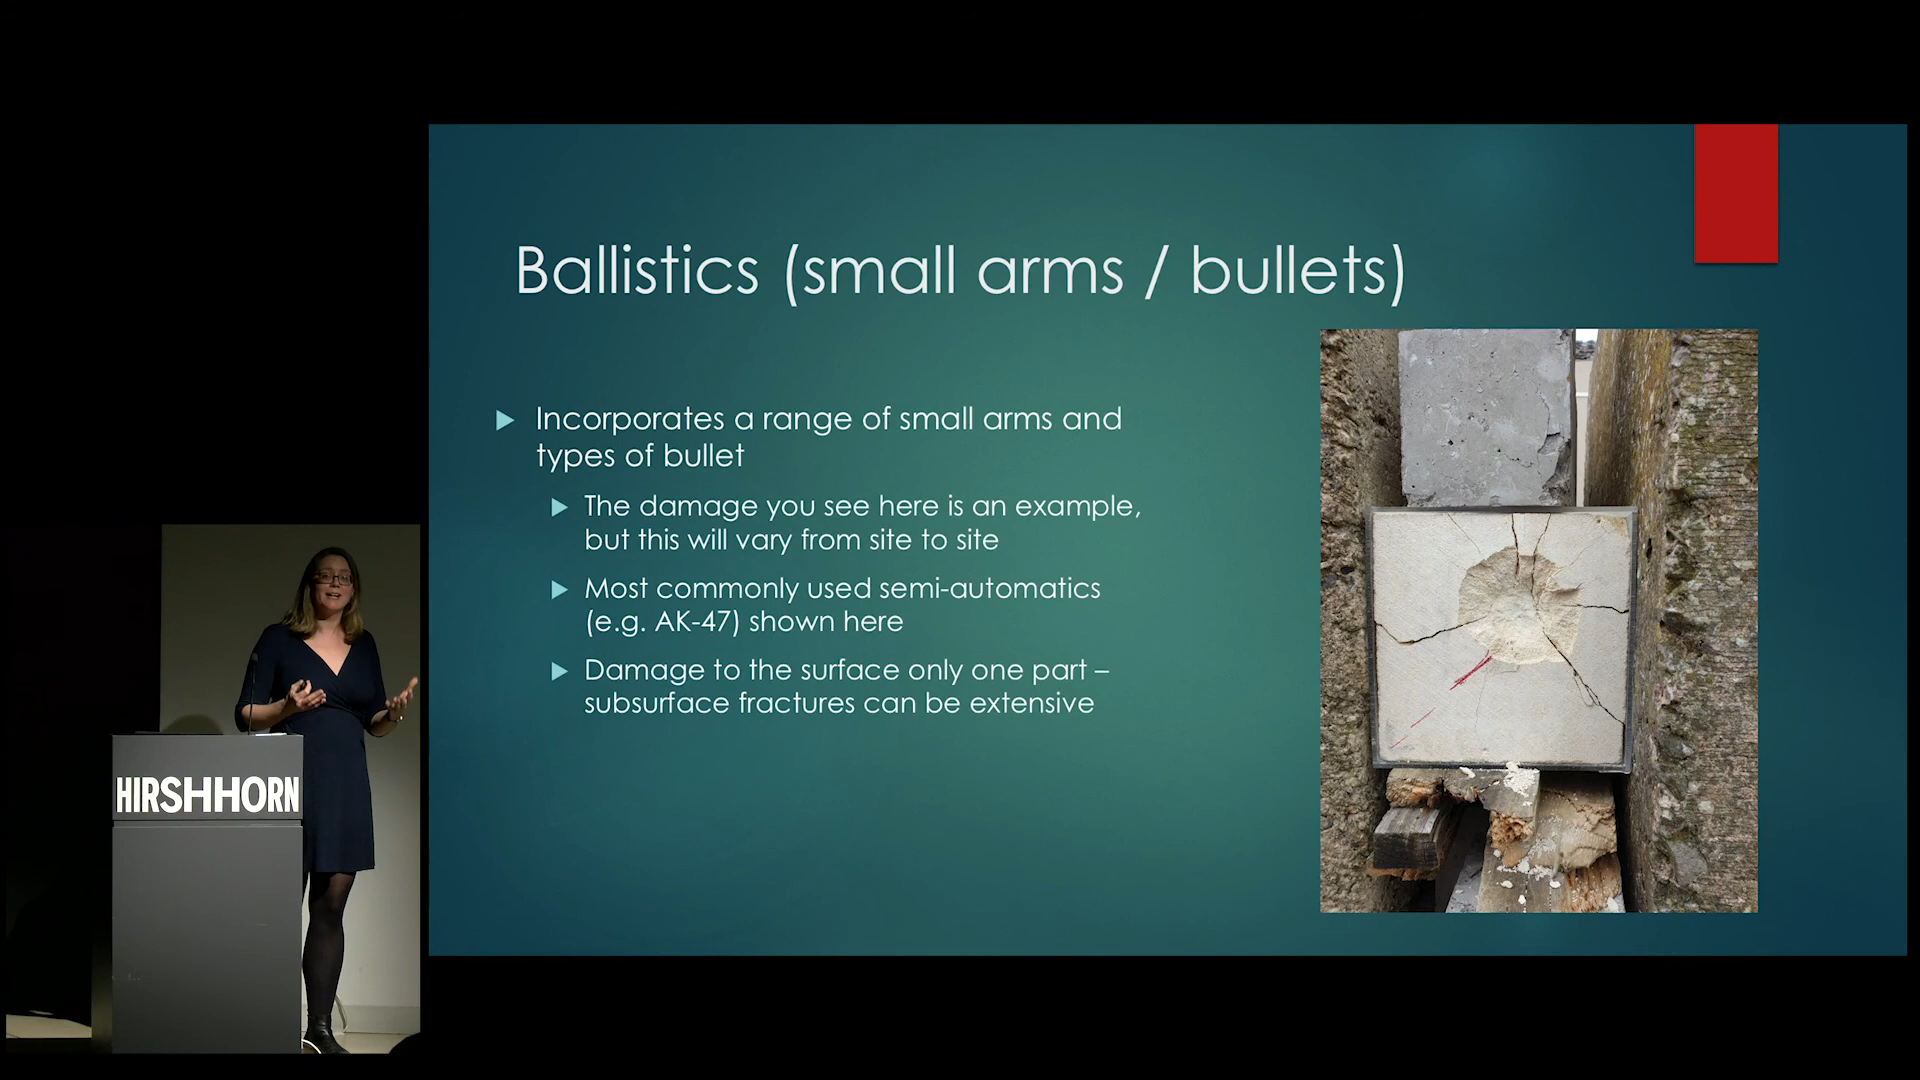 Ballistics (small arms / bullets)
Incorporates a range of small arms and
types of bullet
The damage you see here is an example,
but this will vary from site to site
Most commonly used semi-automatics
(e.g. AK-47) shown here
Damage to the surface only one part –
subsurface fractures can be extensive
HIRSHHORN